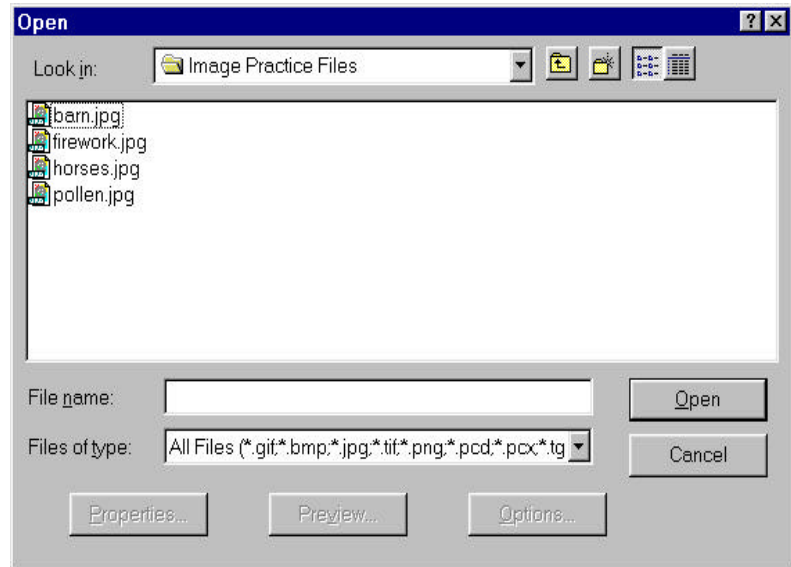 Open
Look in: Image Practice Files
barn.jpg
firework.jpg
horses.jpg
pollen.jpg
File name: Open
Files of type: All Files (*.gif;*.bmp;*.jpg;*.tif;*.png;*.pcd;*.pcx;*.tg Cancel
Properties... Preview... Options...